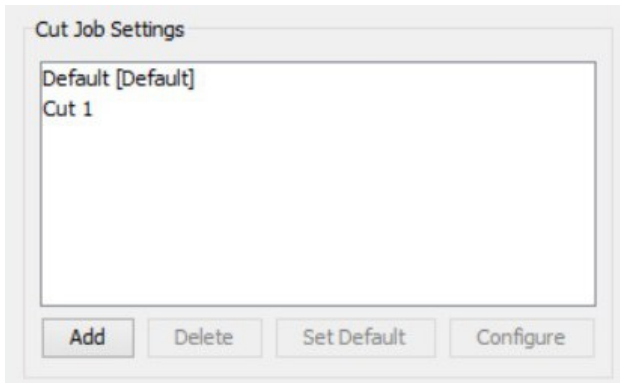 Cut Job Settings
Default [Default]
Cut 1
Add Delete Set Default Configure